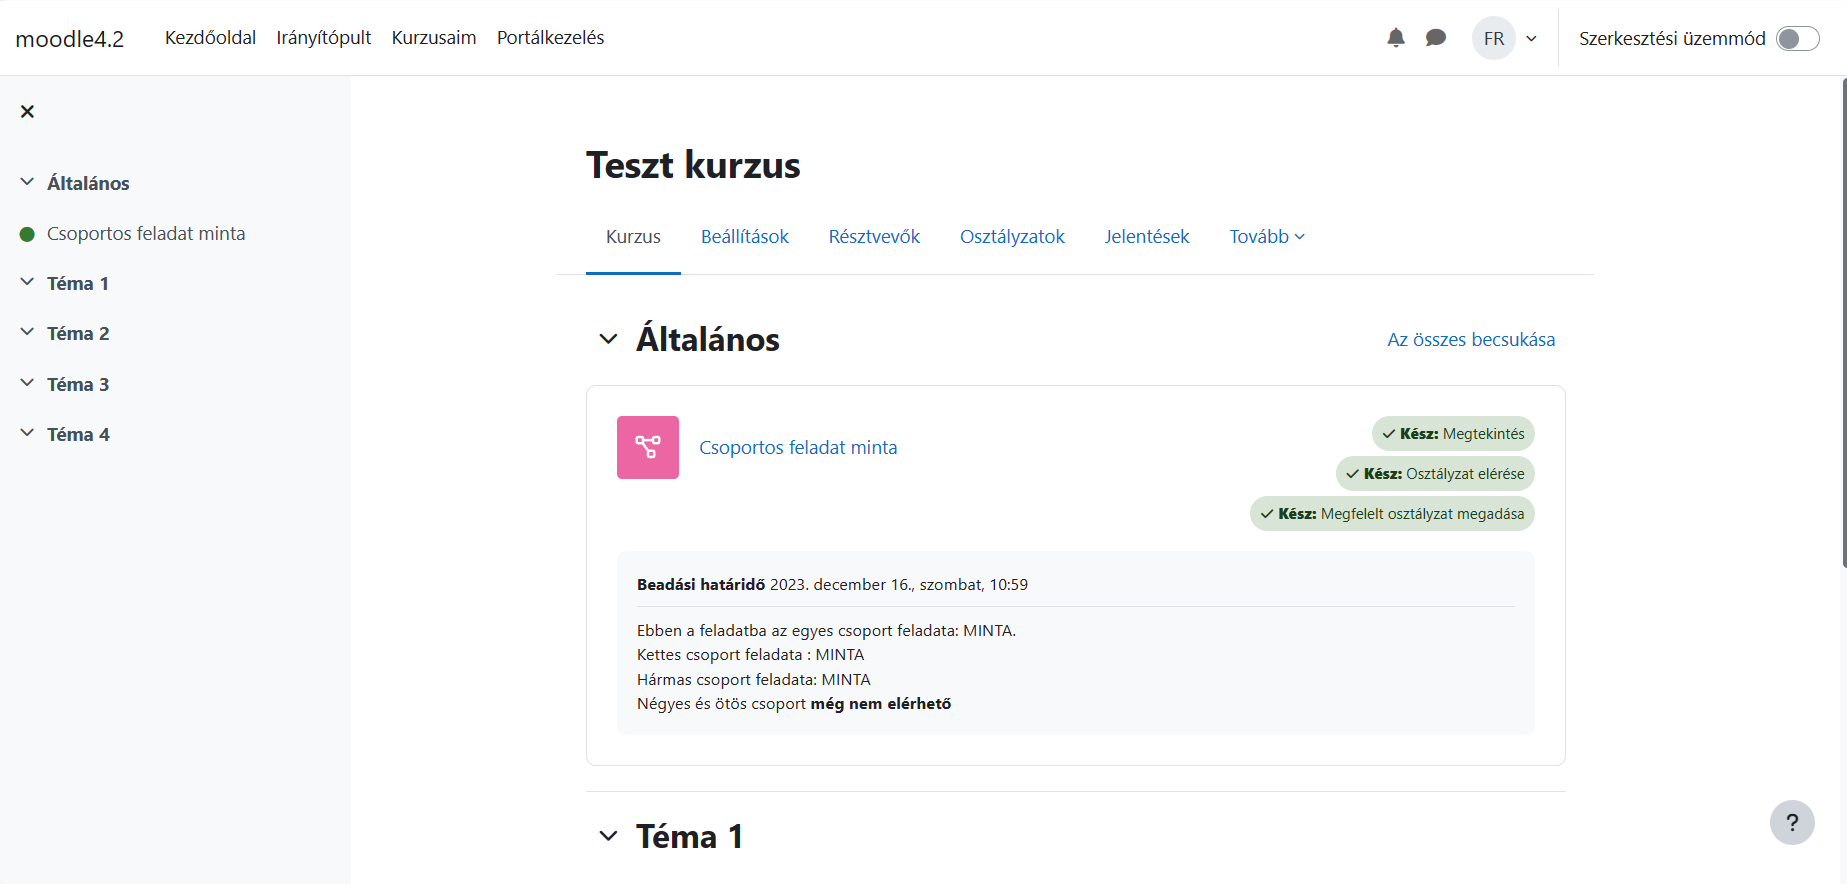 moodle4.2
Kezdőoldal Irányítópult Kurzusaim Portálkezelés
FR
Szerkesztési üzemmód
Általános
Csoportos feladat minta
Téma 1
Téma 2
Téma 3
Téma 4
Teszt kurzus
Kurzus Beállítások Résztvevők Osztályzatok Jelentések Tovább
Általános
Az összes becsukása
Csoportos feladat minta
Kész: Megtekintés
Kész: Osztályzat elérése
Kész: Megfelelt osztályzat megadása
Beadási határidő 2023. december 16., szombat, 10:59
Ebben a feladatba az egyes csoport feladata: MINTA.
Kettes csoport feladata : MINTA
Hármas csoport feladata: MINTA
Négyes és ötös csoport még nem elérhető
Téma 1
?